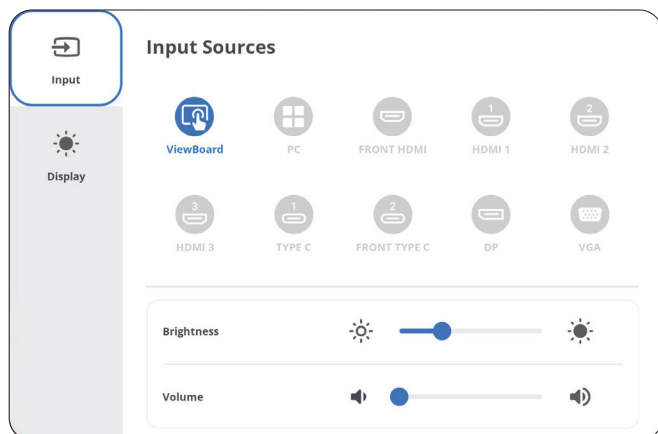 Input
Display
Input Sources
ViewBoard
PC
FRONT HDMI
1
HDMI 1
2
HDMI 2
3
HDMI 3
1
TYPE C
2
FRONT TYPE C
DP
VGA
Brightness
Volume